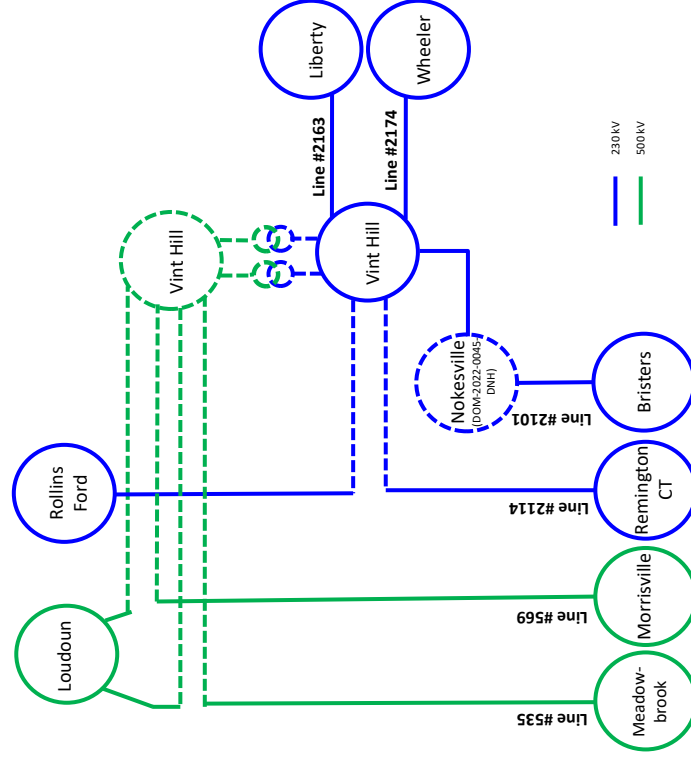 Liberty
Wheeler
Line #2163
Line #2174
Vint Hill
Vint Hill
230 kV
500 kV
Nokesville
(DOM-2022-0045-
DNH)
Line #2101
Bristers
Rollins
Ford
Line #2114
Remington
CT
Loudoun
Line #569
Morrisville
Line #535
Meadow-
brook